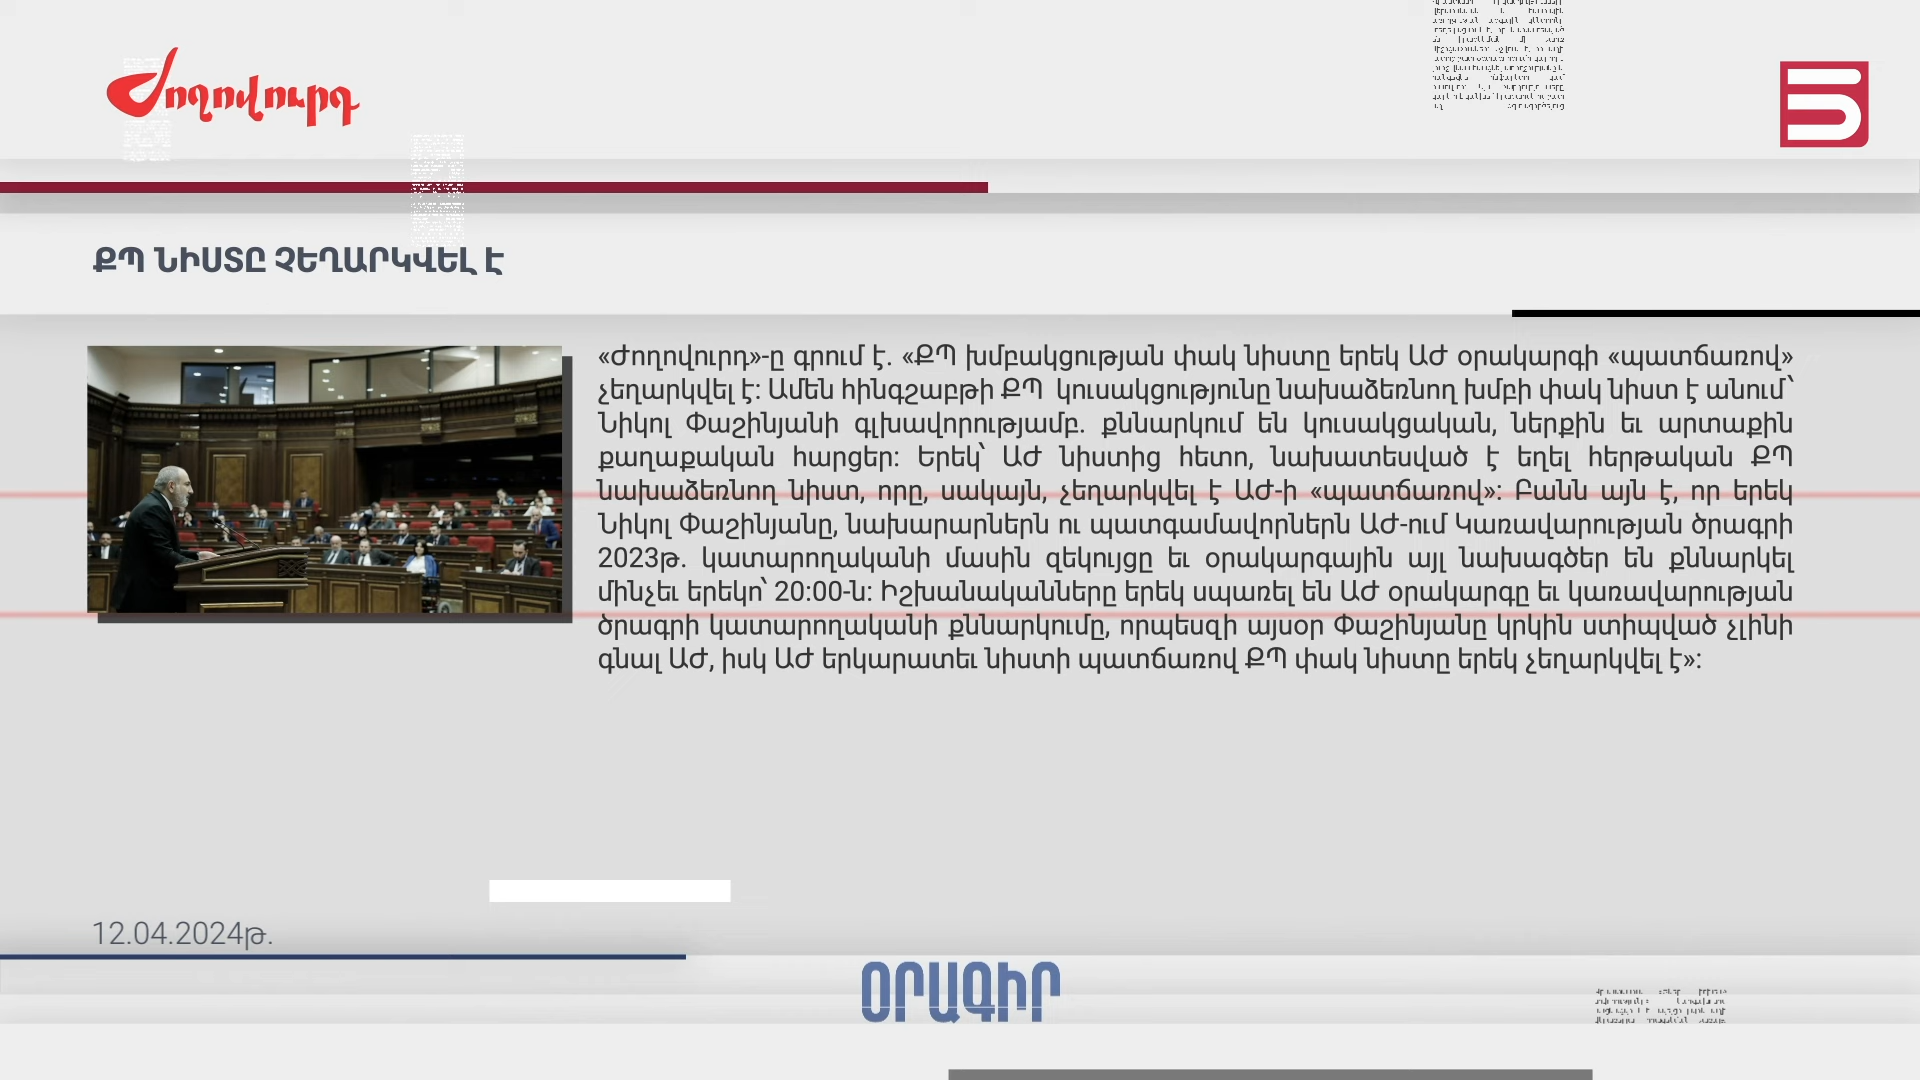 Ժողովուրդ
ՔՊ ՆԻՍՏԸ ՉԵՂԱՐԿՎԵԼ Է
«Ժողովուրդ»-ը գրում է. «ՔՊ խմբակցության փակ նիստը երեկ ԱԺ օրակարգի «պատճառով»
չեղարկվել է: Ամեն հինգշաբթի ՔՊ կուսակցությունը նախաձեռնող խմբի փակ նիստ է անում՝
Նիկոլ Փաշինյանի գլխավորությամբ. քննարկում են կուսակցական, ներքին եւ արտաքին
քաղաքական հարցեր: Երեկ՝ ԱԺ նիստից հետո, նախատեսված է եղել հերթական ՔՊ
նախաձեռնող նիստ, որը, սակայն, չեղարկվել է ԱԺ-ի «պատճառով»: Բանն այն է, որ երեկ
Նիկոլ Փաշինյանը, նախարարներն ու պատգամավորներն ԱԺ-ում Կառավարության ծրագրի
2023թ. կատարողականի մասին զեկույցը եւ օրակարգային այլ նախագծեր են քննարկել
մինչեւ երեկո՝ 20:00-ն: Իշխանականները երեկ սպառել են ԱԺ օրակարգը եւ կառավարության
ծրագրի կատարողականի քննարկումը, որպեսզի այսօր Փաշինյանը կրկին ստիպված չլինի
գնալ ԱԺ, իսկ ԱԺ երկարատեւ նիստի պատճառով ՔՊ փակ նիստը երեկ չեղարկվել է»:
12.04.2024թ.
ՕՐԱԳԻՐ